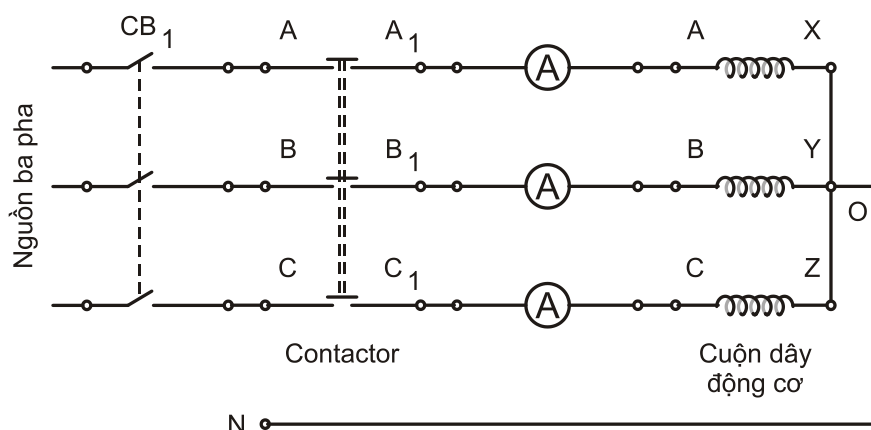 CB1 A A1 A X
A
Nguồn ba pha
B B1 B Y
A
O
C C1 C Z
A
Contactor
Cuộn dây
động cơ
N